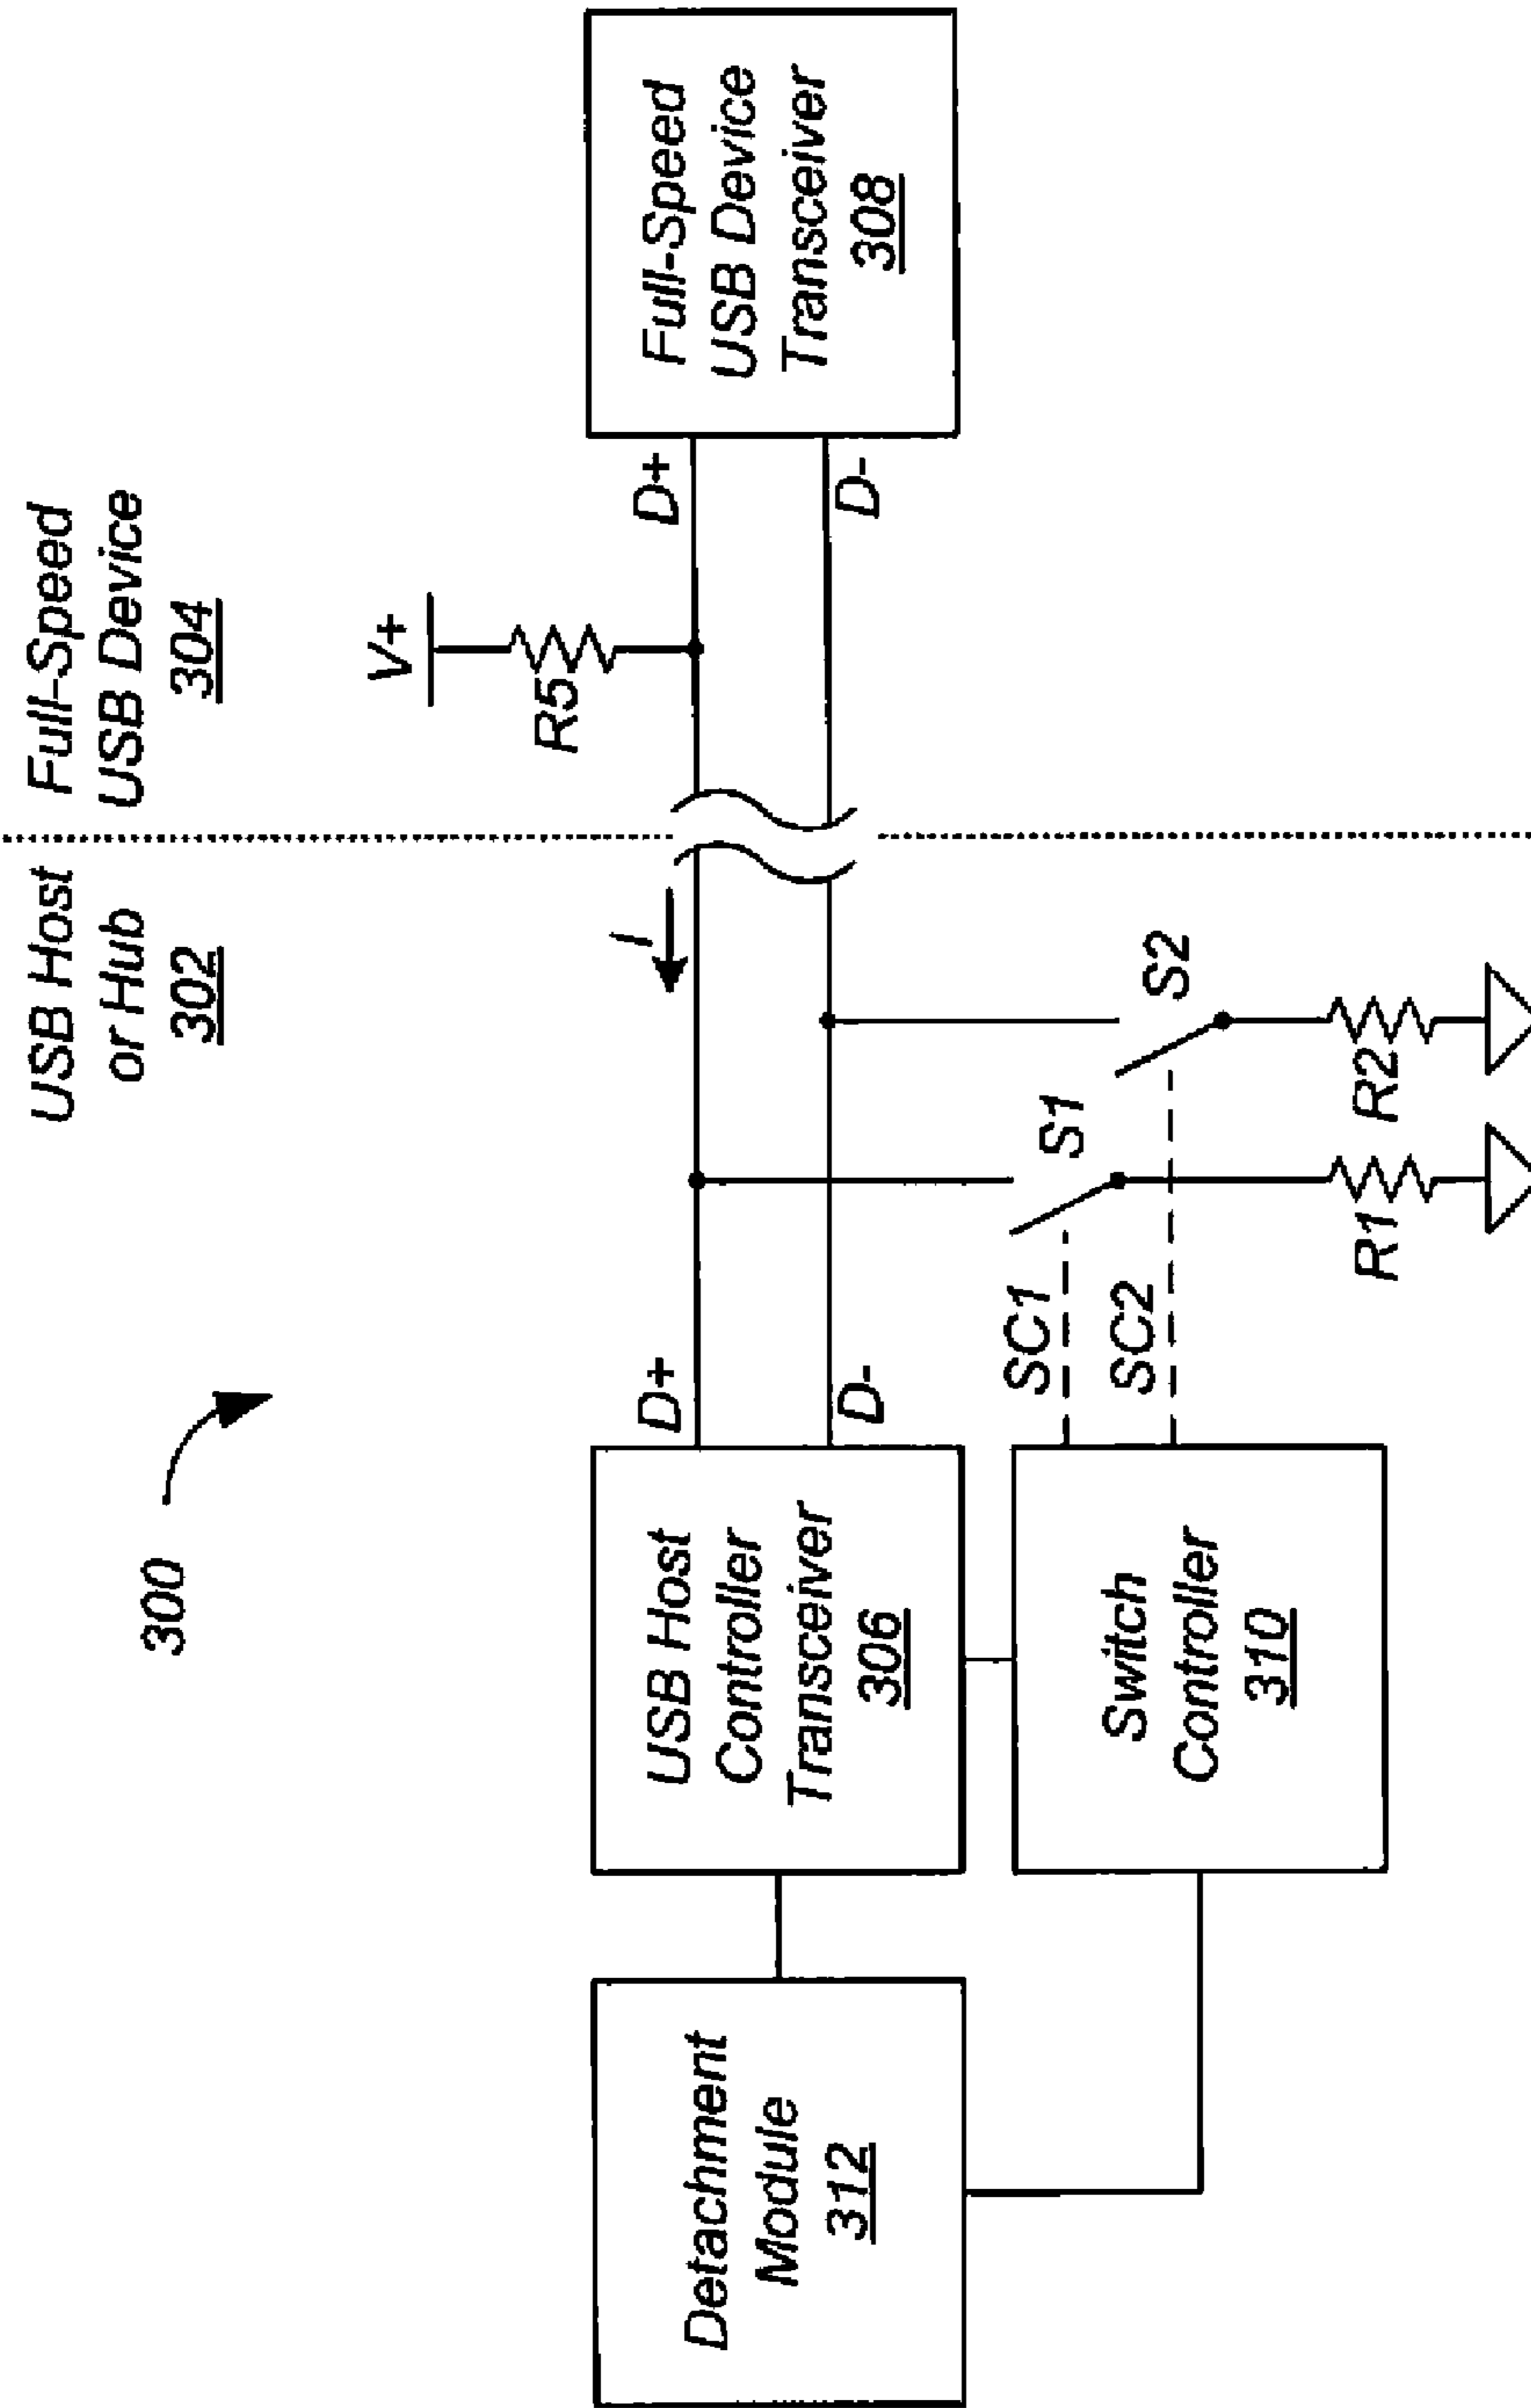 300
USB Host
or Hub
302
Full-Speed
USB Device
304
V+
R5
I
D+
D-
D+
D-
Detachment
Module
312
USB Host
Controller
Transceiver
306
Full-Speed
USB Device
Transceiver
308
Switch
Controller
310
SC1
SC2
S1
S2
R1
R2